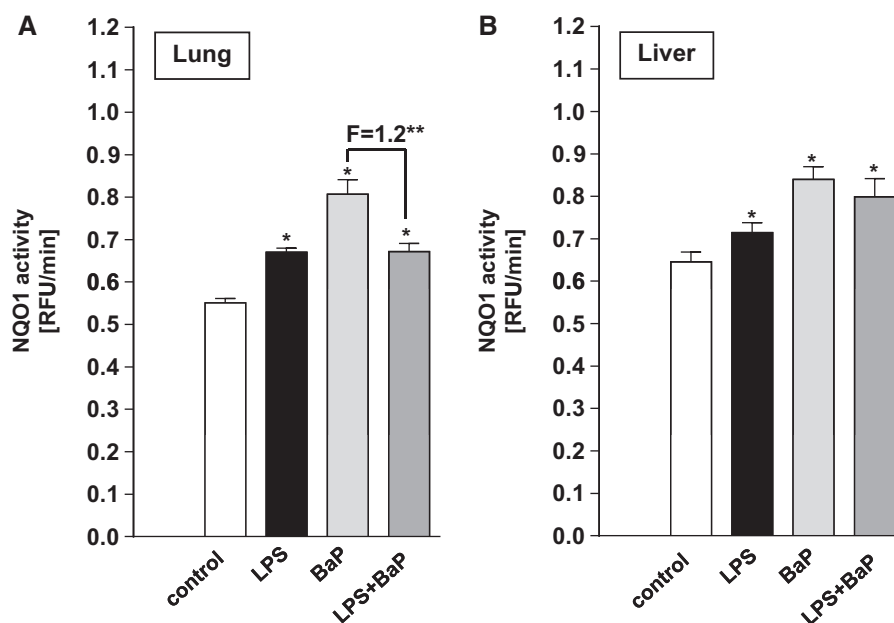 A
Lung
NQO1 activity
[RFU/min]
1.2
1.1
1.0
0.9
0.8
0.7
0.6
0.5
0.4
0.3
0.2
0.1
0.0
F=1.2**
*
*
*
control
LPS
BaP
LPS+BaP
B
Liver
NQO1 activity
[RFU/min]
1.2
1.1
1.0
0.9
0.8
0.7
0.6
0.5
0.4
0.3
0.2
0.1
0.0
*
*
*
control
LPS
BaP
LPS+BaP